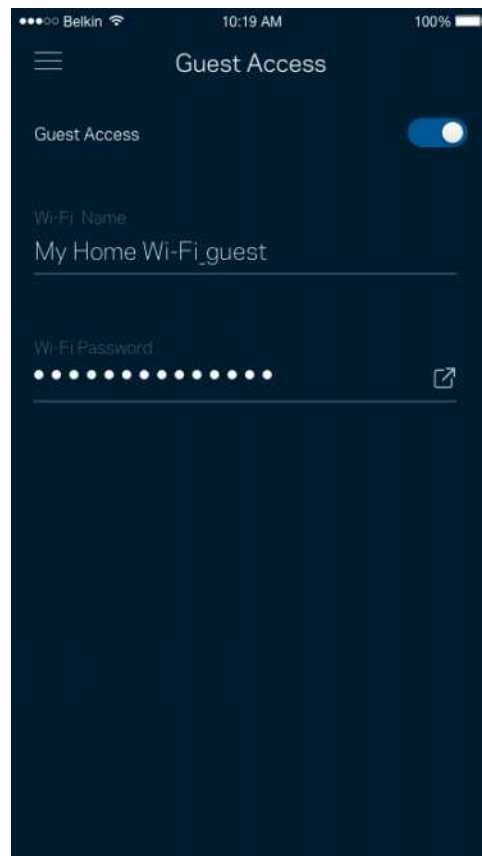 Belkin 10:19 AM 100%
Guest Access
Guest Access
Wi-Fi Name
My Home Wi-Fi_guest
Wi-Fi Password
●●●●●●●●●●●●●●